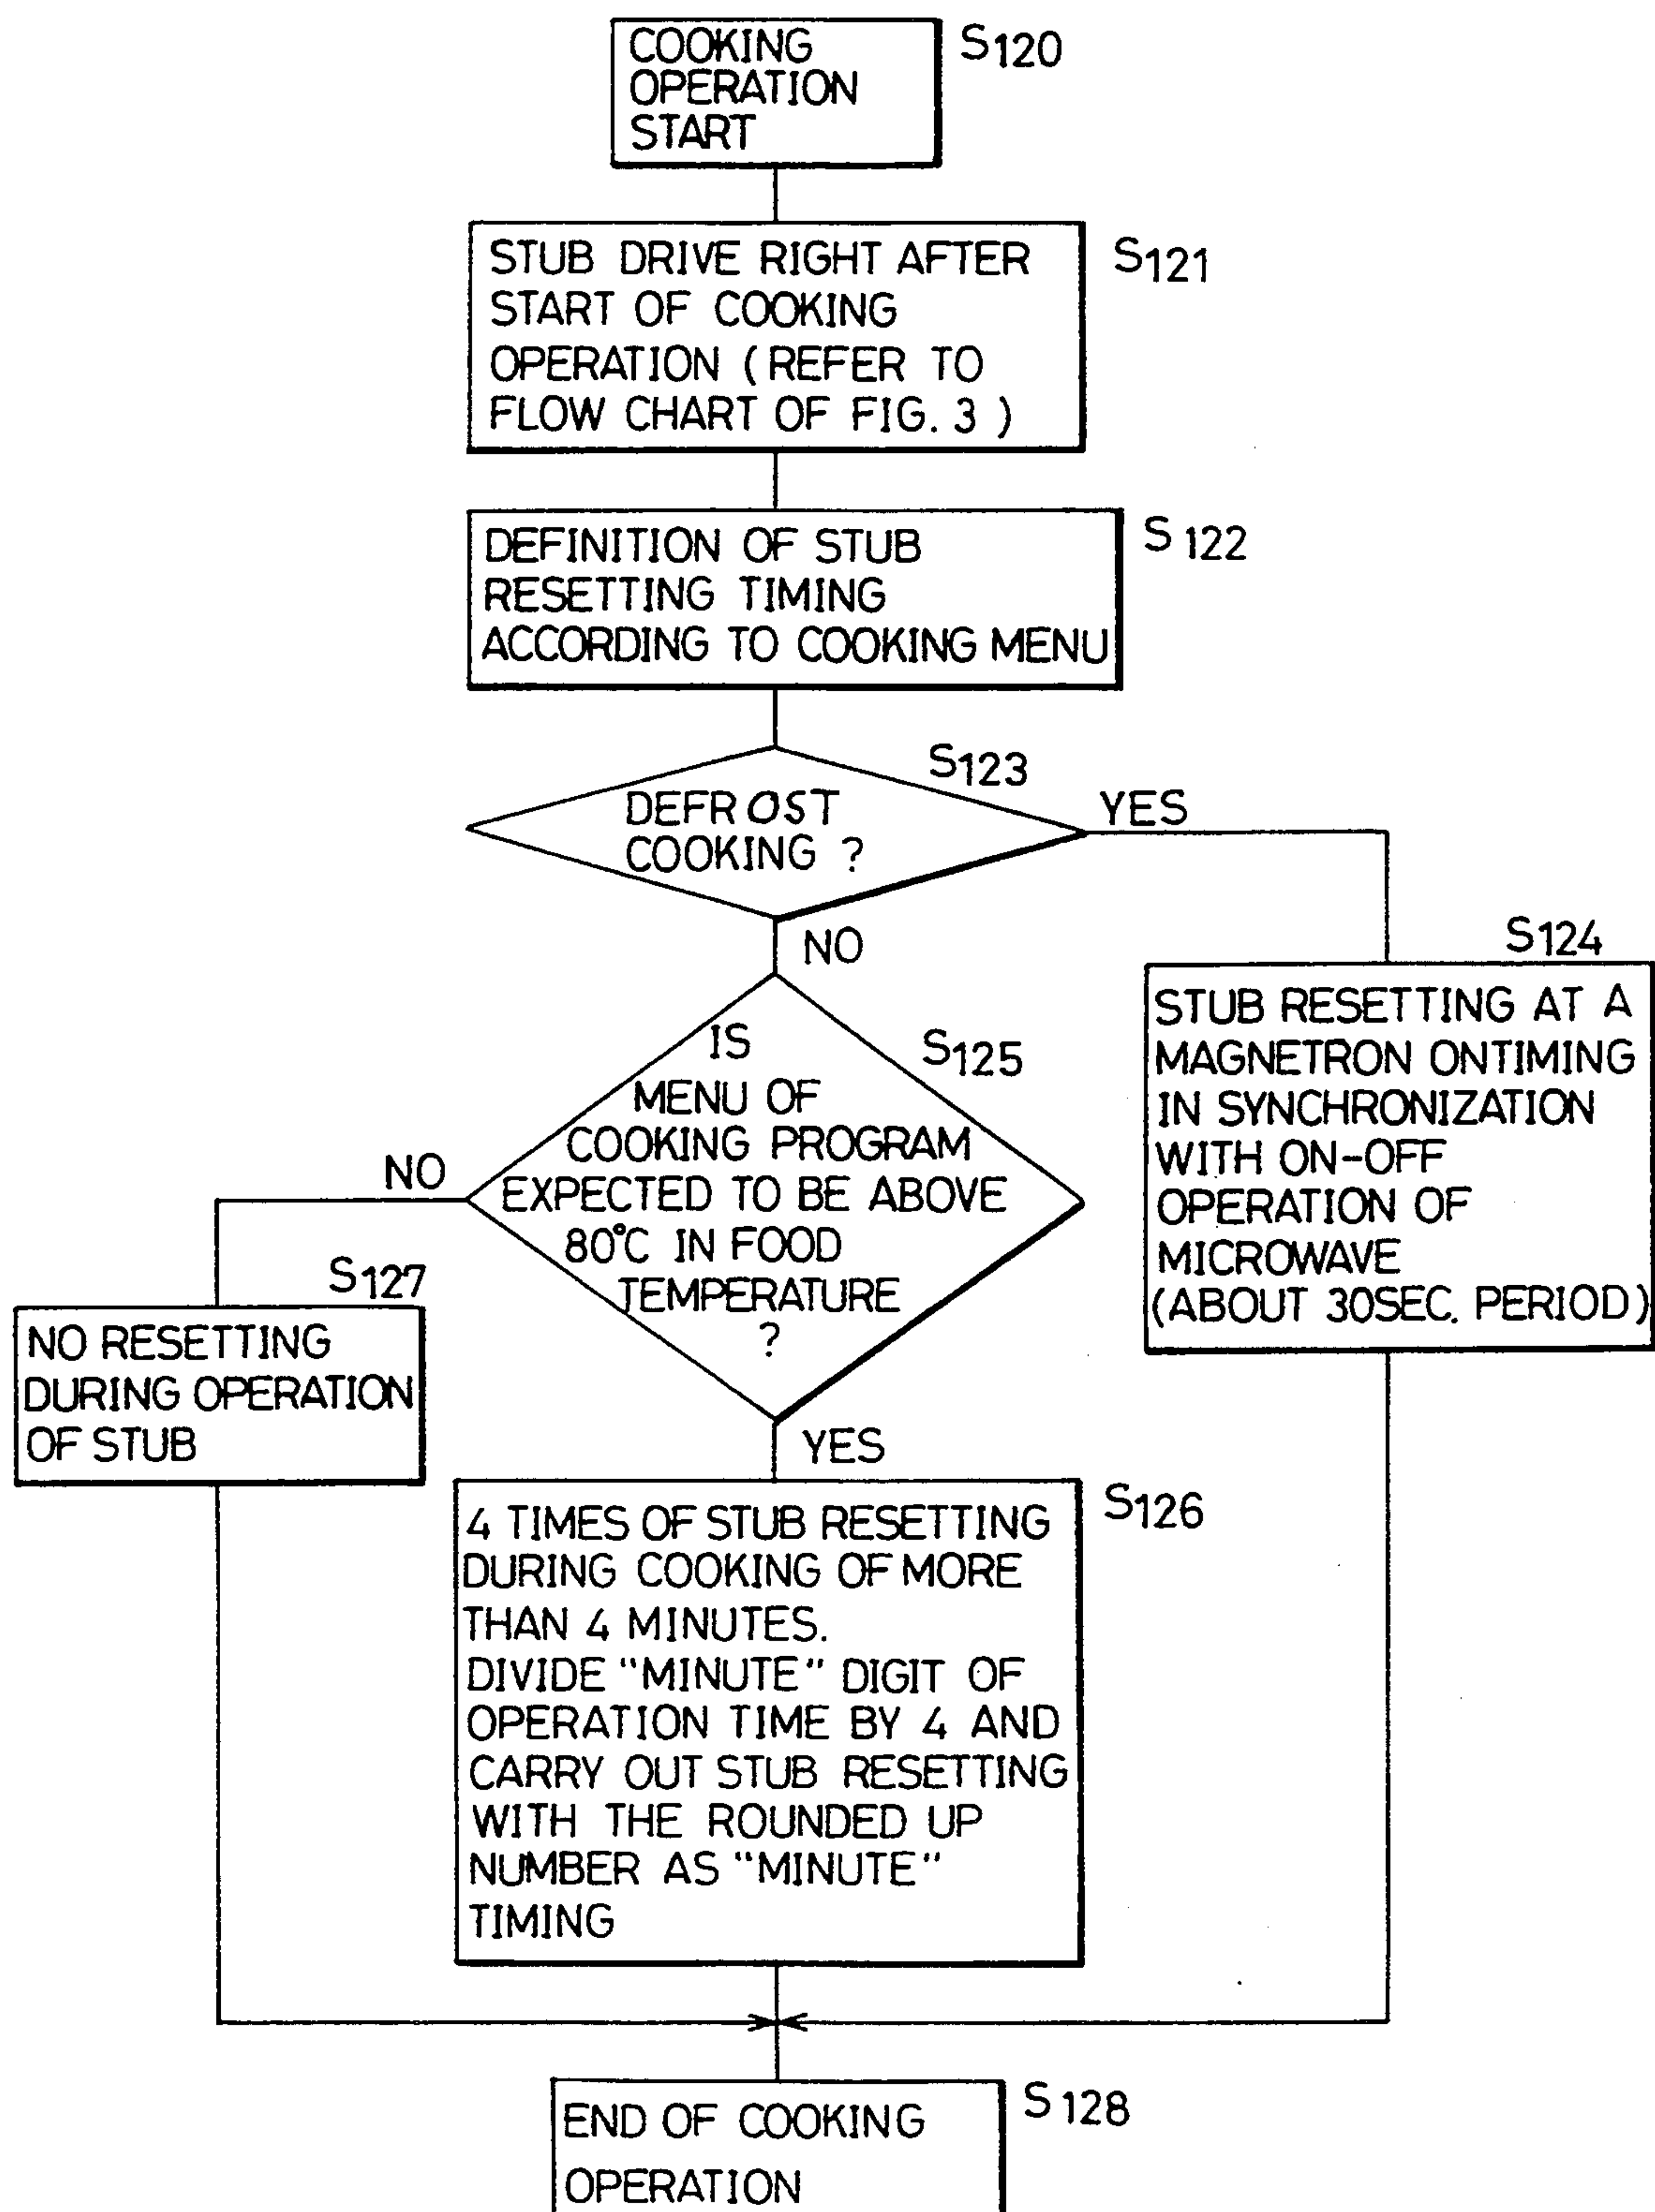 COOKING
OPERATION
START
S120
STUB DRIVE RIGHT AFTER
START OF COOKING
OPERATION (REFER TO
FLOW CHART OF FIG. 3)
S121
DEFINITION OF STUB
RESETTING TIMING
ACCORDING TO COOKING MENU
S122
S123
DEFROST
COOKING ?
YES
NO
S124
STUB RESETTING AT A
MAGNETRON ONTIMING
IN SYNCHRONIZATION
WITH ON-OFF
OPERATION OF
MICROWAVE
(ABOUT 30SEC. PERIOD)
S125
IS
MENU OF
COOKING PROGRAM
EXPECTED TO BE ABOVE
80°C IN FOOD
TEMPERATURE
?
NO
YES
S127
NO RESETTING
DURING OPERATION
OF STUB
S126
4 TIMES OF STUB RESETTING
DURING COOKING OF MORE
THAN 4 MINUTES.
DIVIDE "MINUTE" DIGIT OF
OPERATION TIME BY 4 AND
CARRY OUT STUB RESETTING
WITH THE ROUNDED UP
NUMBER AS "MINUTE"
TIMING
END OF COOKING
OPERATION
S128